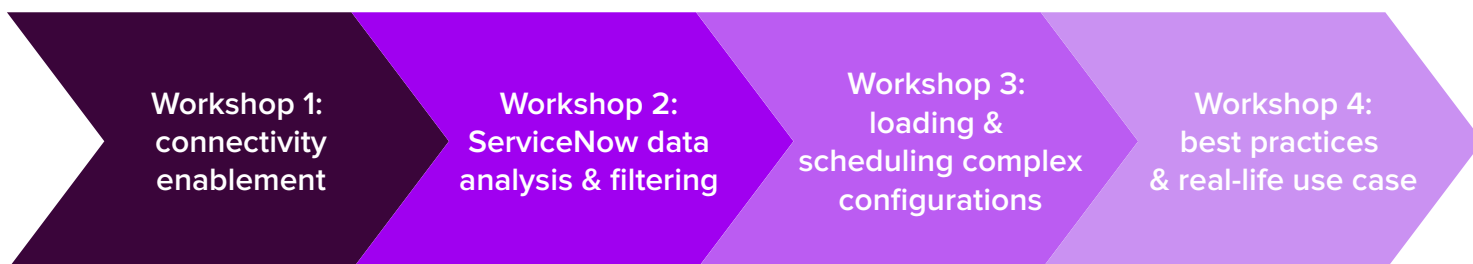 Workshop 1:
connectivity
enablement
Workshop 2:
ServiceNow data
analysis & filtering
Workshop 3:
loading &
scheduling complex
configurations
Workshop 4:
best practices
& real-life use case